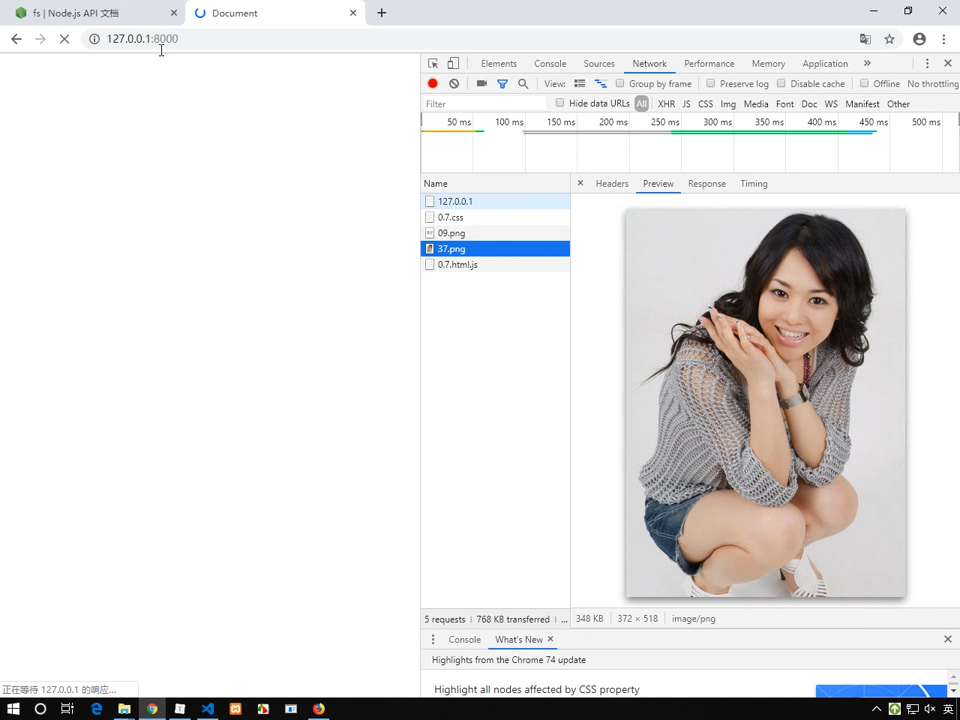 fs | Node.js API 文档
Document
127.0.0.1:8000
Elements Console Sources Network Performance Memory Application
View: Group by frame Preserve log Disable cache Offline No throttling
Filter Hide data URLs All XHR JS CSS Img Media Font Doc WS Manifest Other
50 ms 100 ms 150 ms 200 ms 250 ms 300 ms 350 ms 400 ms 450 ms 500 ms
Name Headers Preview Response Timing
127.0.0.1
0.7.css
09.png
37.png
0.7.html.js
5 requests 768 KB transferred ... 348 KB 372 × 518 image/png
Console What's New
Highlights from the Chrome 74 update
Highlight all nodes affected by CSS property
正在等待 127.0.0.1 的响应...
英